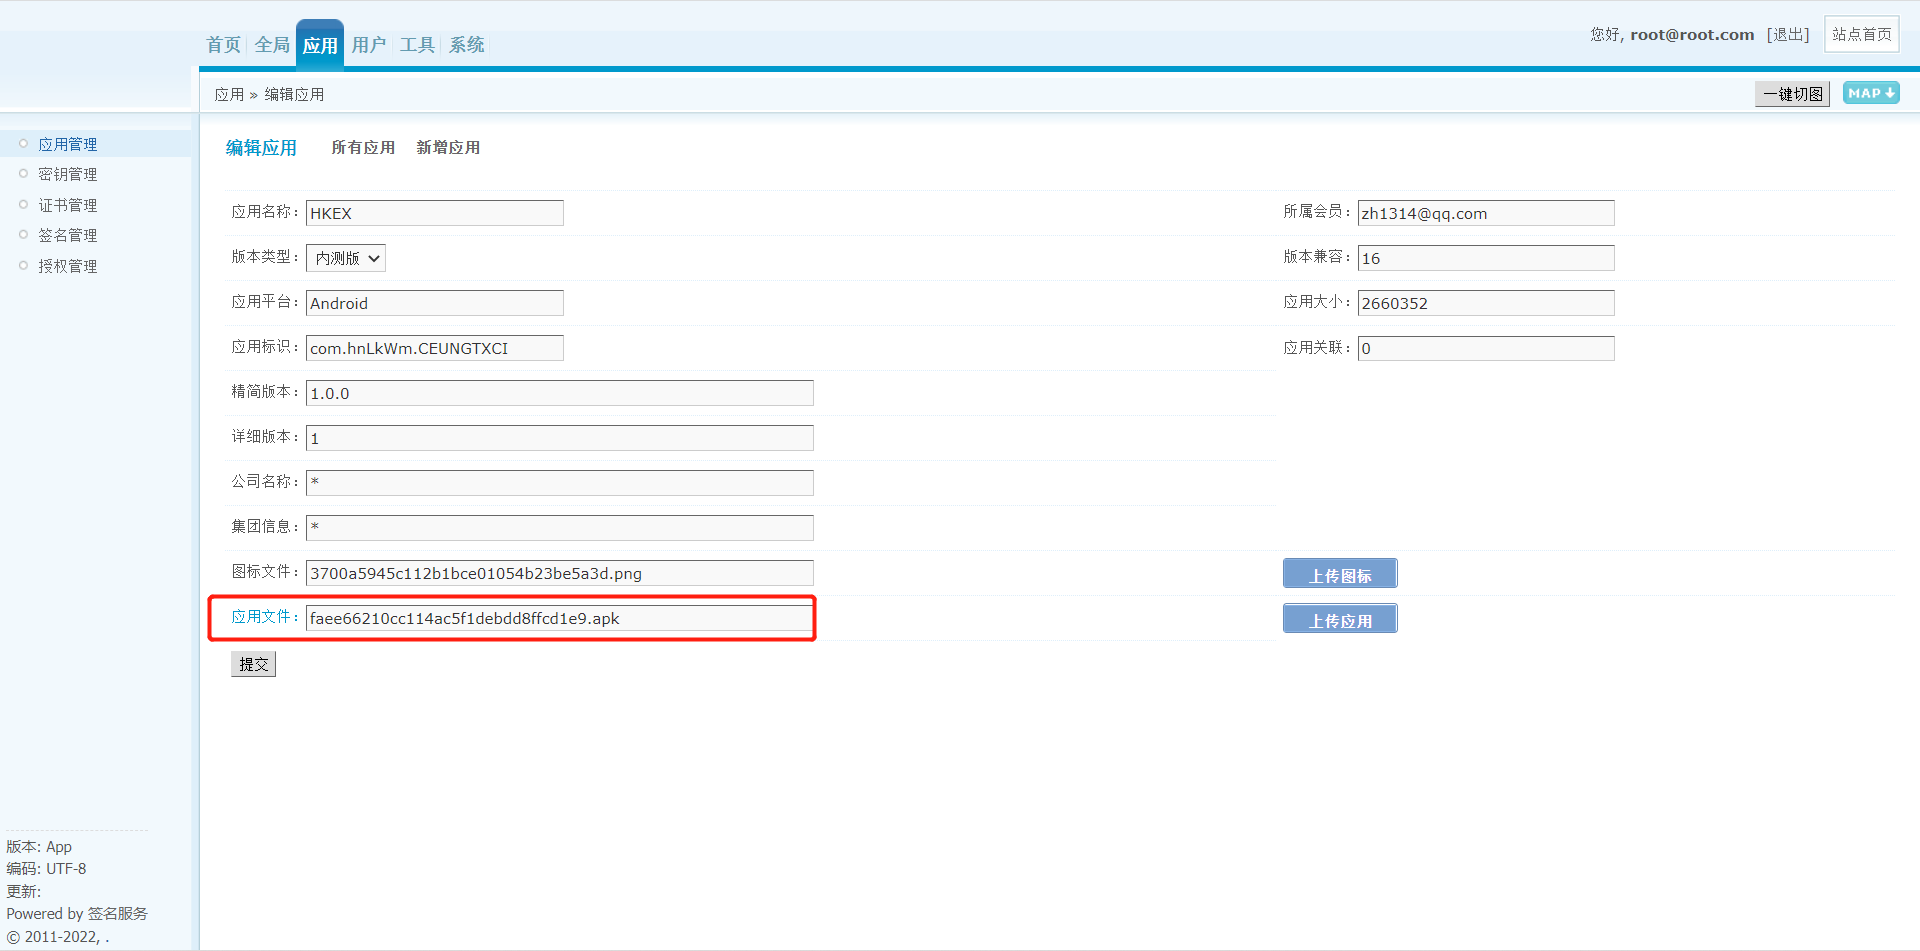 首页 全局 应用 用户 工具 系统
您好, root@root.com [退出] 站点首页
应用 » 编辑应用
一键切图 MAP
应用管理
密钥管理
证书管理
签名管理
授权管理
编辑应用 所有应用 新增应用
应用名称： HKEX 所属会员： zh1314@qq.com
版本类型： 内测版 版本兼容： 16
应用平台： Android 应用大小： 2660352
应用标识： com.hnLkWm.CEUNGTXCI 应用关联： 0
精简版本： 1.0.0
详细版本： 1
公司名称： *
集团信息： *
图标文件： 3700a5945c112b1bce01054b23be5a3d.png 上传图标
应用文件： faee66210cc114ac5f1debdd8ffcd1e9.apk 上传应用
提交
版本: App
编码: UTF-8
更新:
Powered by 签名服务
© 2011-2022, .